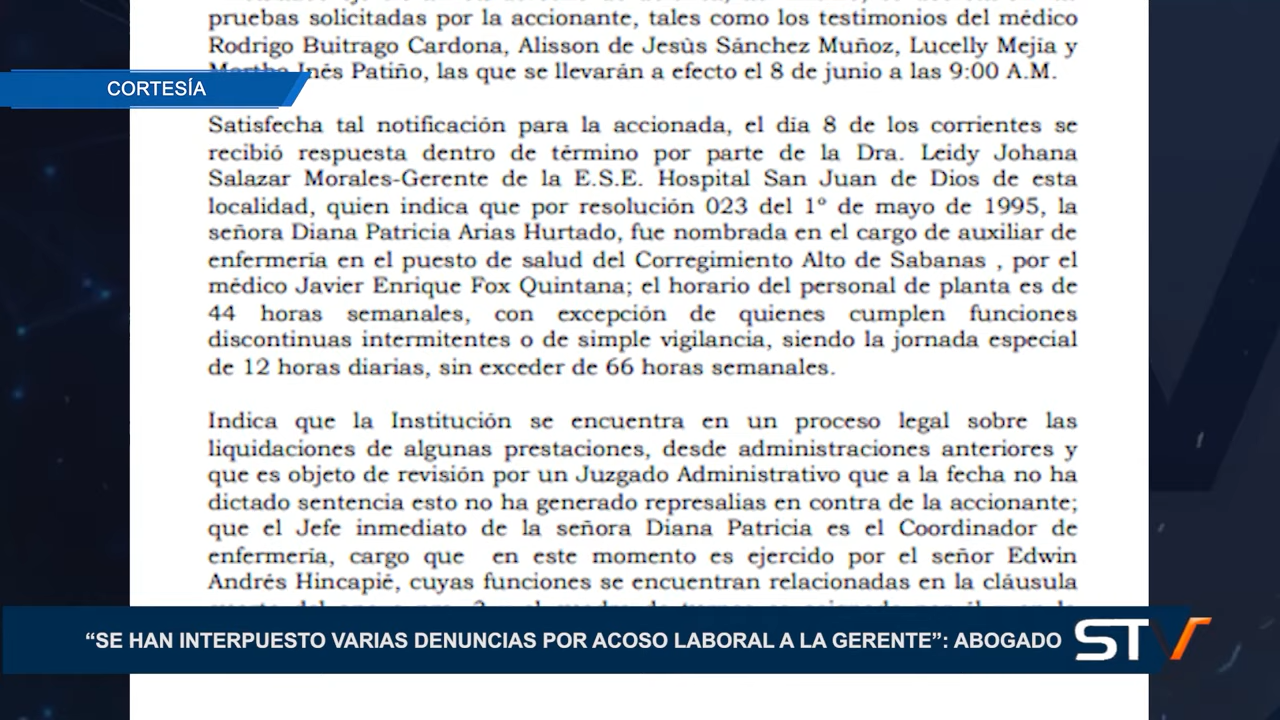 pruebas solicitadas por la accionante, tales como los testimonios del médico
Rodrigo Buitrago Cardona, Alisson de Jesùs Sánchez Muñoz, Lucelly Mejía y
Inés Patiño, las que se llevarán a efecto el 8 de junio a las 9:00 A.M.
CORTESÍA
Satisfecha tal notificación para la accionada, el día 8 de los corrientes se
recibió respuesta dentro de término por parte de la Dra. Leidy Johana
Salazar Morales-Gerente de la E.S.E. Hospital San Juan de Dios de esta
localidad, quien indica que por resolución 023 del 1º de mayo de 1995, la
señora Diana Patricia Arias Hurtado, fue nombrada en el cargo de auxiliar de
enfermería en el puesto de salud del Corregimiento Alto de Sabanas , por el
médico Javier Enrique Fox Quintana; el horario del personal de planta es de
44 horas semanales, con excepción de quienes cumplen funciones
discontinuas intermitentes o de simple vigilancia, siendo la jornada especial
de 12 horas diarias, sin exceder de 66 horas semanales.
Indica que la Institución se encuentra en un proceso legal sobre las
liquidaciones de algunas prestaciones, desde administraciones anteriores y
que es objeto de revisión por un Juzgado Administrativo que a la fecha no ha
dictado sentencia esto no ha generado represalias en contra de la accionante;
que el Jefe inmediato de la señora Diana Patricia es el Coordinador de
enfermería, cargo que en este momento es ejercido por el señor Edwin
Andrés Hincapié, cuyas funciones se encuentran relacionadas en la cláusula
“SE HAN INTERPUESTO VARIAS DENUNCIAS POR ACOSO LABORAL A LA GERENTE”: ABOGADO
STV